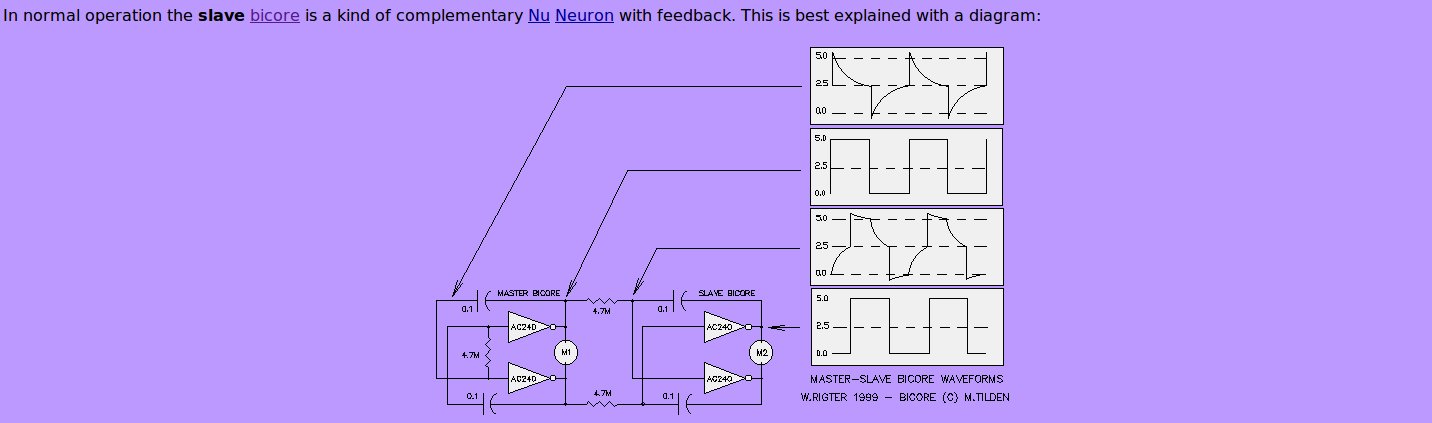 In normal operation the slave bicore is a kind of complementary Nu Neuron with feedback. This is best explained with a diagram:
5.0
2.5
0.0
5.0
2.5
0.0
5.0
2.5
0.0
5.0
2.5
0.0
MASTER BICORE
SLAVE BICORE
0.1
4.7M
0.1
AC240
AC240
4.7M
M1
M2
AC240
AC240
0.1
4.7M
0.1
MASTER-SLAVE BICORE WAVEFORMS
W.RIGTER 1999 - BICORE (C) M.TILDEN